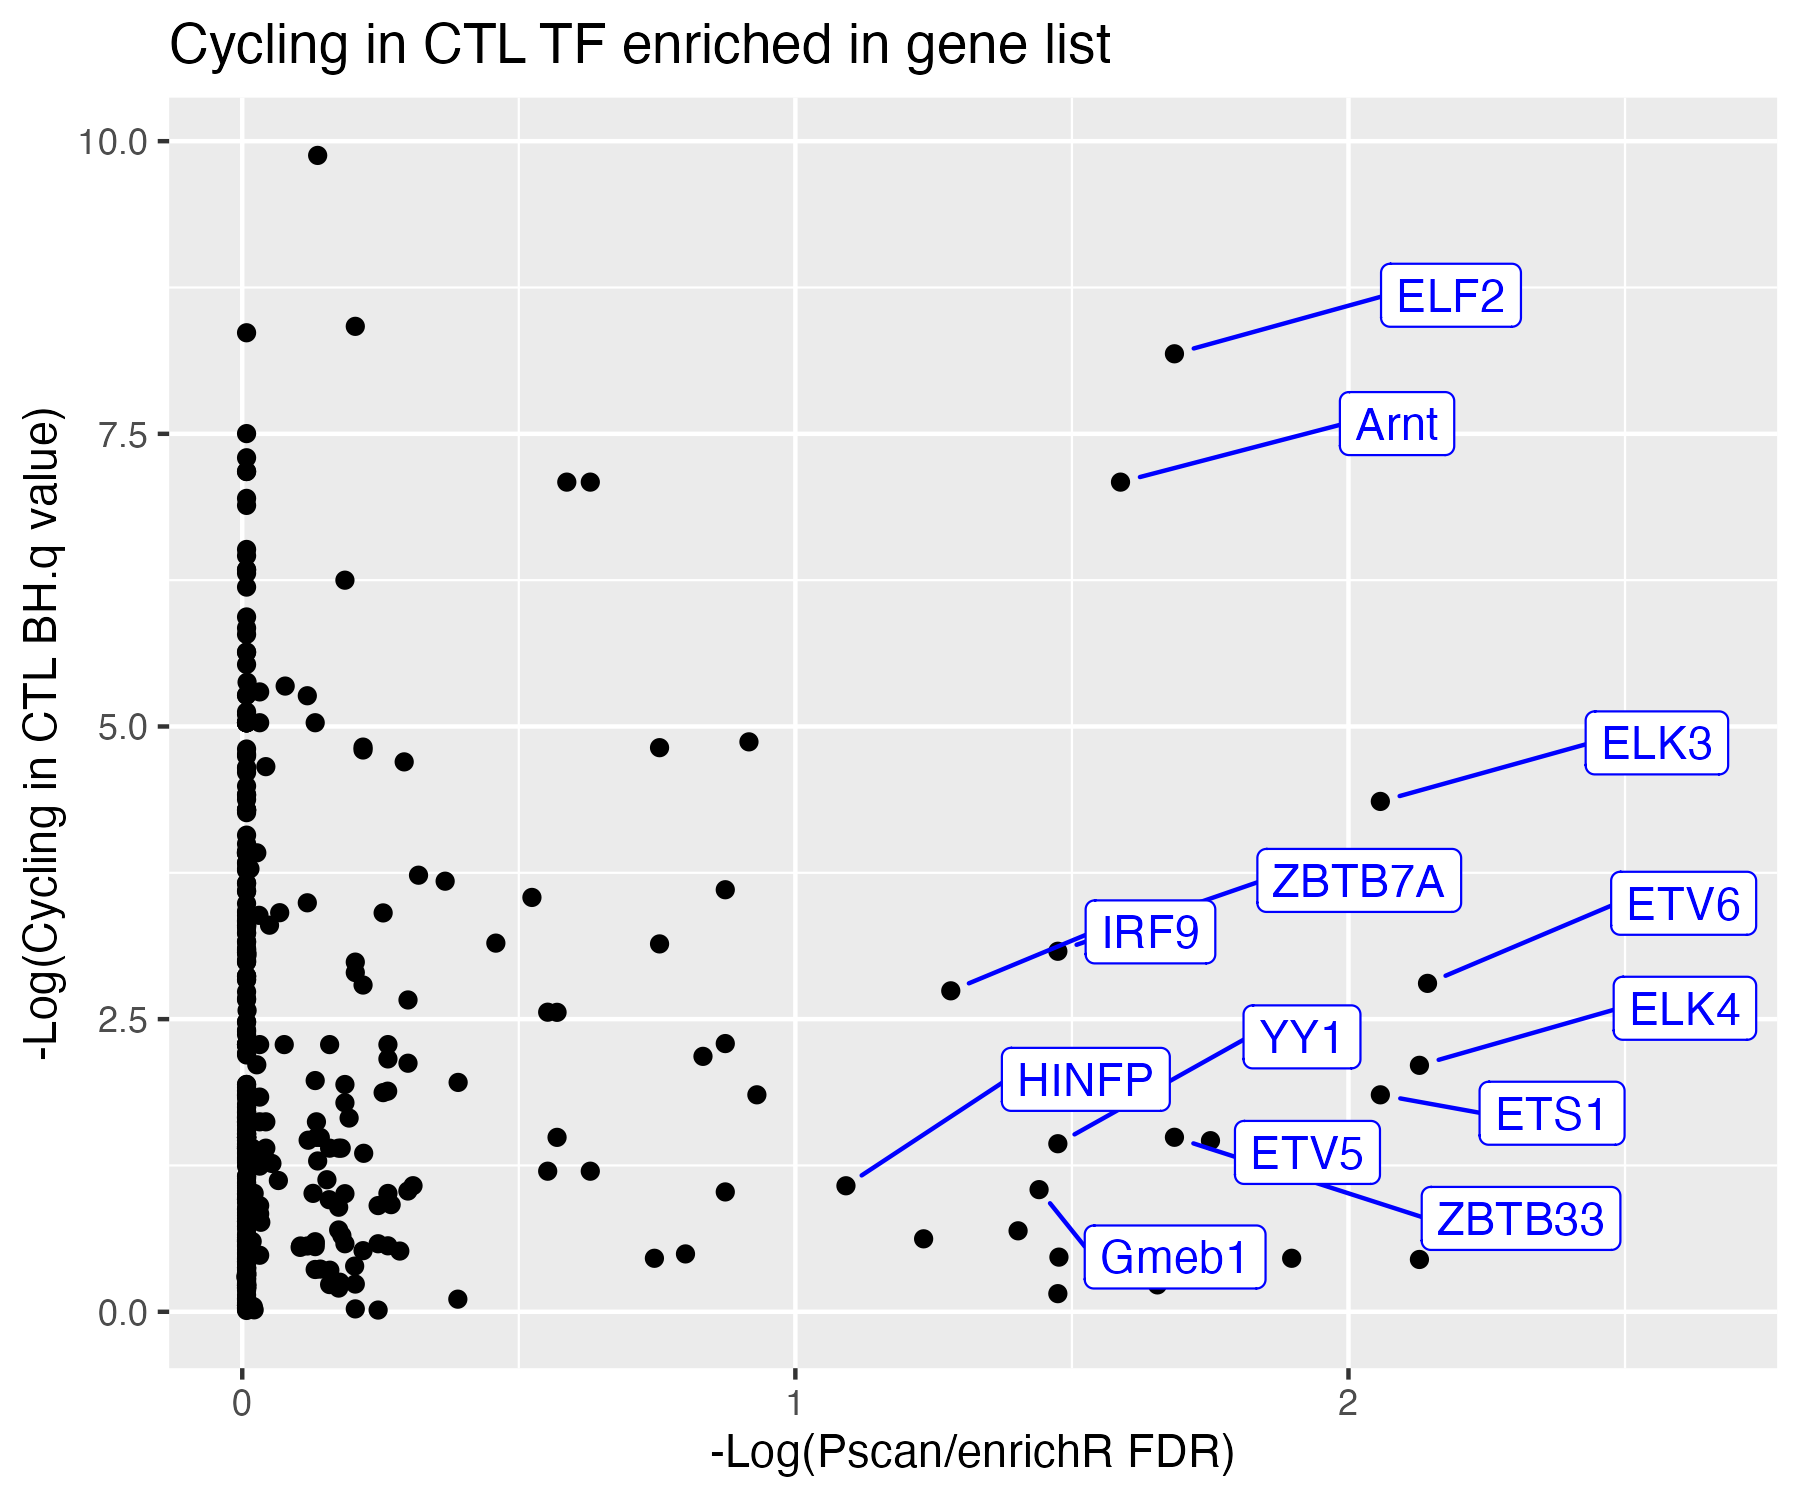 Cycling in CTL TF enriched in gene list
-Log(Cycling in CTL BH.q value)
10.0
7.5
5.0
2.5
0.0
ELF2
Arnt
ELK3
ZBTB7A
ETV6
IRF9
ELK4
YY1
HINFP
ETS1
ETV5
ZBTB33
Gmeb1
0
1
2
-Log(Pscan/enrichR FDR)